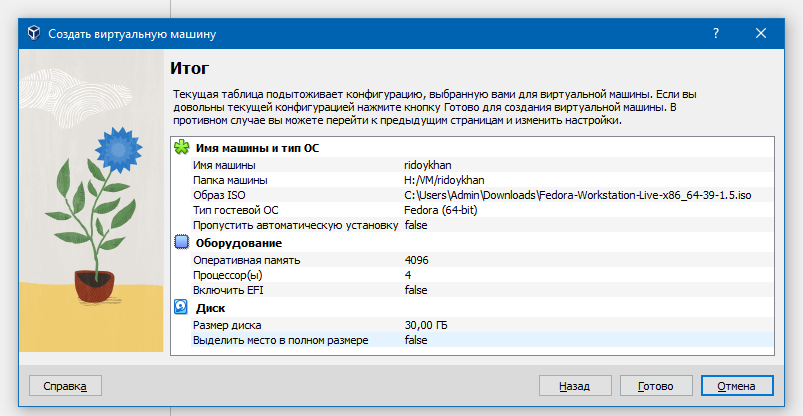 Создать виртуальную машину
Итог
Текущая таблица подытоживает конфигурацию, выбранную вами для виртуальной машины. Если вы
довольны текущей конфигурацией нажмите кнопку Готово для создания виртуальной машины. В
противном случае вы можете перейти к предыдущим страницам и изменить настройки.
Имя машины и тип ОС
Имя машины ridoykhan
Папка машины H:/VM/ridoykhan
Образ ISO C:\Users\Admin\Downloads\Fedora-Workstation-Live-x86_64-39-1.5.iso
Тип гостевой ОС Fedora (64-bit)
Пропустить автоматическую установку false
Оборудование
Оперативная память 4096
Процессор(ы) 4
Включить EFI false
Диск
Размер диска 30,00 ГБ
Выделить место в полном размере false
Справка Назад Готово Отмена